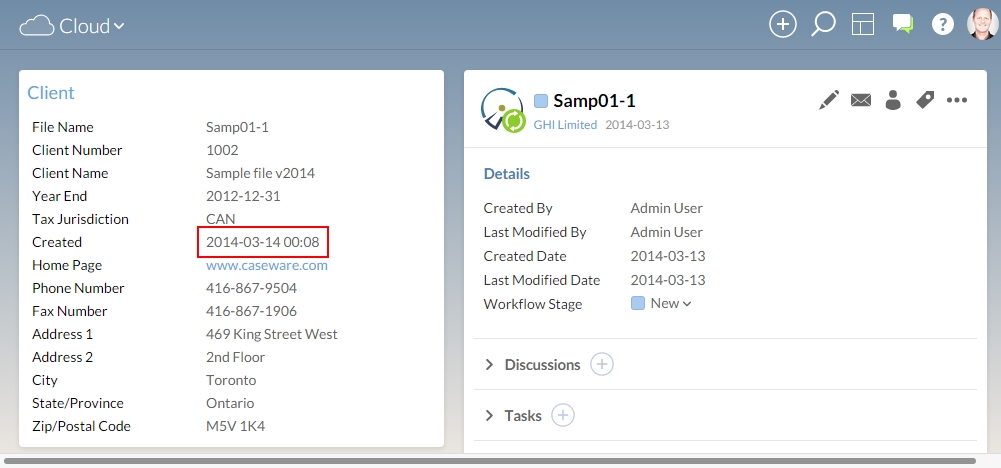 Cloud
Client
File Name Samp01-1
Client Number 1002
Client Name Sample file v2014
Year End 2012-12-31
Tax Jurisdiction CAN
Created 2014-03-14 00:08
Home Page www.caseware.com
Phone Number 416-867-9504
Fax Number 416-867-1906
Address 1 469 King Street West
Address 2 2nd Floor
City Toronto
State/Province Ontario
Zip/Postal Code M5V 1K4
Samp01-1
GHI Limited 2014-03-13
Details
Created By Admin User
Last Modified By Admin User
Created Date 2014-03-13
Last Modified Date 2014-03-13
Workflow Stage New
Discussions
Tasks